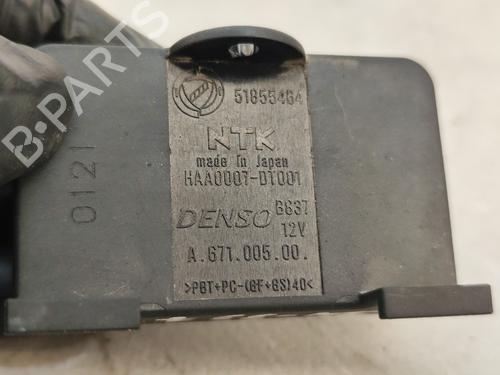 51855464
NTK
made in Japan
HAA0007-DT001
DENSO 6637
12V
A.671.005.00.
>PBT+PC-(GF+GS)40<
0121
B-PARTS